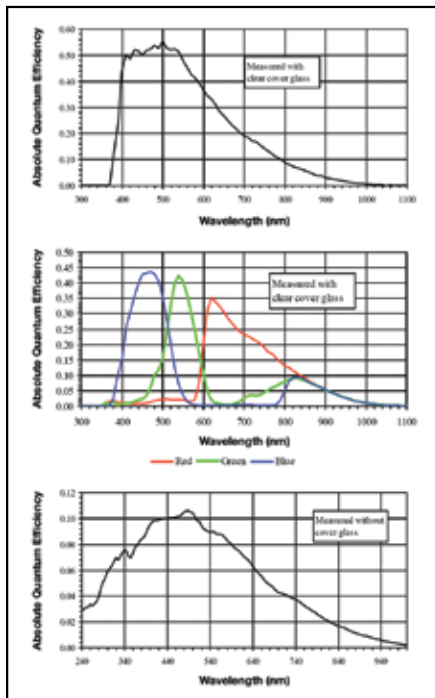 Absolute Quantum Efficiency
0.60
0.50
0.40
0.30
0.20
0.10
0.00
Measured with
clear cover glass
300 400 500 600 700 800 900 1000 1100
Wavelength (nm)
Absolute Quantum Efficiency
0.50
0.45
0.40
0.35
0.30
0.25
0.20
0.15
0.10
0.05
0.00
Measured with
clear cover glass
300 400 500 600 700 800 900 1000 1100
Wavelength (nm)
Red Green Blue
Absolute Quantum Efficiency
0.12
0.10
0.08
0.06
0.04
0.02
0.00
Measured without
cover glass
240 340 440 540 640 740 840 940
Wavelength (nm)